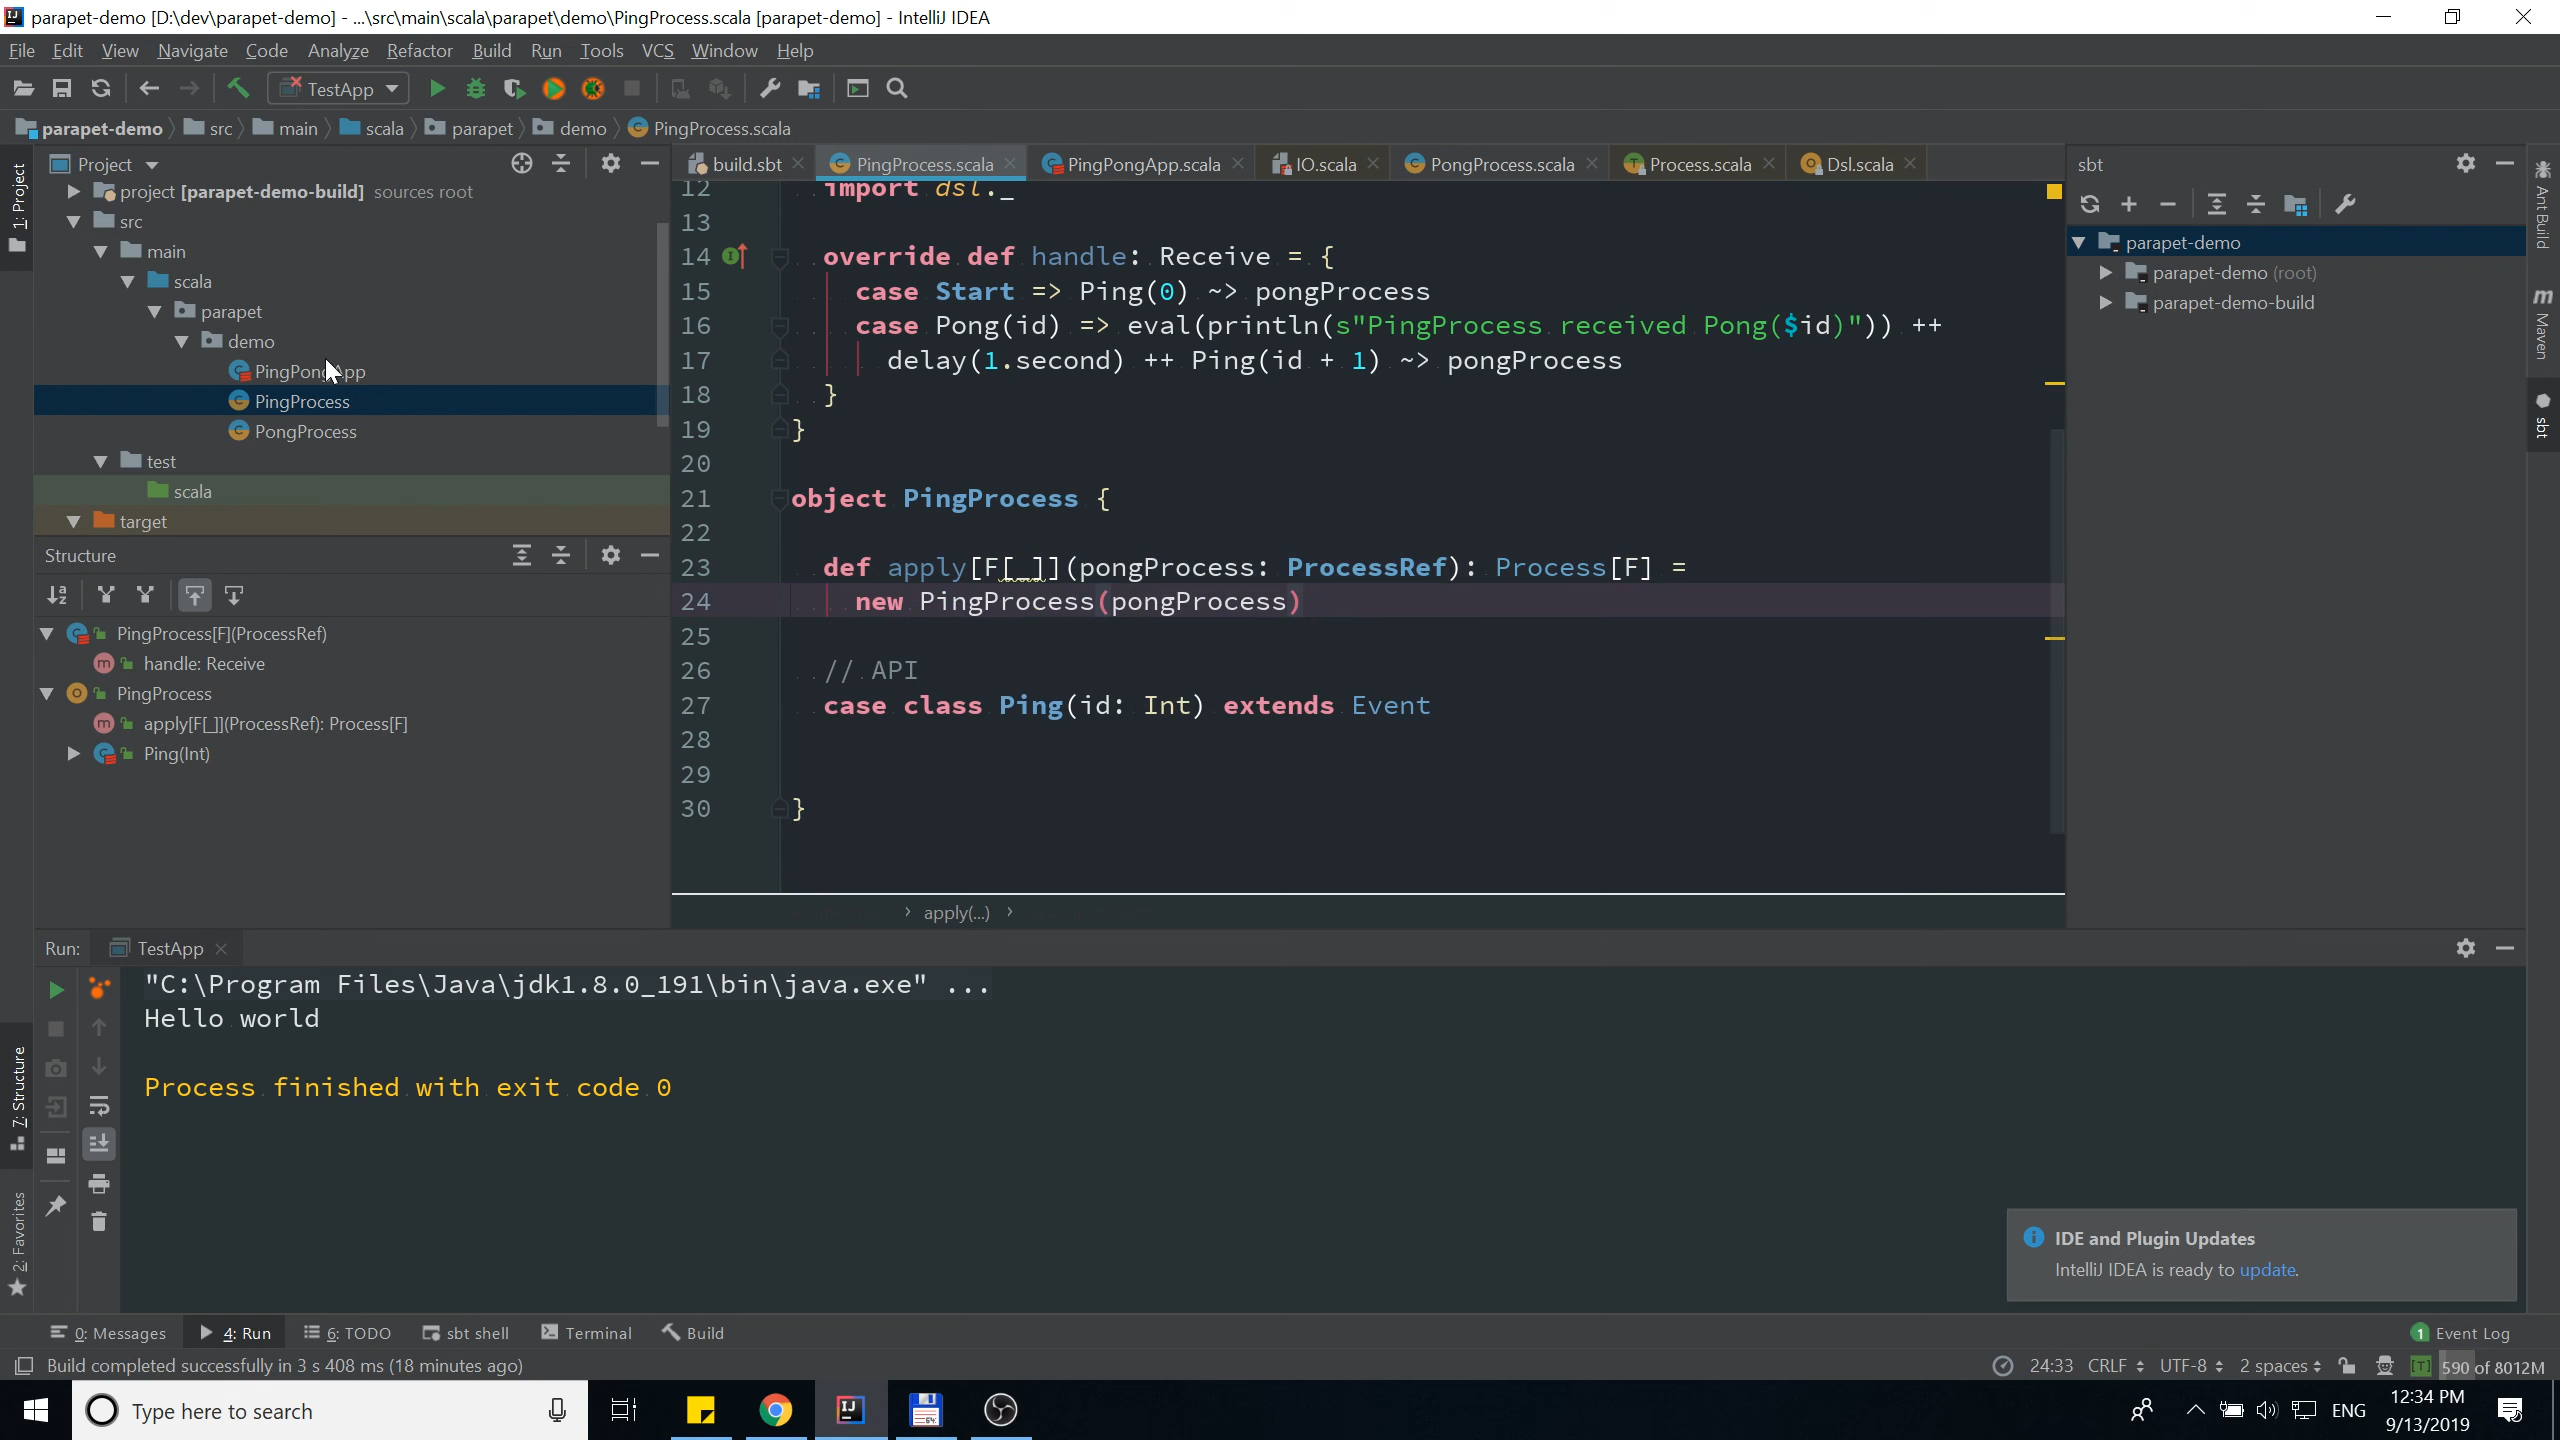 parapet-demo [D:\dev\parapet-demo] - ...\src\main\scala\parapet\demo\PingProcess.scala [parapet-demo] - IntelliJ IDEA
File Edit View Navigate Code Analyze Refactor Build Run Tools VCS Window Help
TestApp
parapet-demo src main scala parapet demo PingProcess.scala
1: Project
Project
project [parapet-demo-build] sources root
src
main
scala
parapet
demo
PingPongApp
PingProcess
PongProcess
test
scala
target
Structure
PingProcess[F](ProcessRef)
handle: Receive
PingProcess
apply[F[_]](ProcessRef): Process[F]
Ping(Int)
7: Structure
2: Favorites
build.sbt PingProcess.scala PingPongApp.scala IO.scala PongProcess.scala Process.scala Dsl.scala
12 import dsl._
13
14 override def handle: Receive = {
15 case Start => Ping(0) ~> pongProcess
16 case Pong(id) => eval(println(s"PingProcess received Pong($id)")) ++
17 delay(1.second) ++ Ping(id + 1) ~> pongProcess
18 }
19 }
20
21 object PingProcess {
22
23 def apply[F[_]](pongProcess: ProcessRef): Process[F] =
24 new PingProcess(pongProcess)
25
26 // API
27 case class Ping(id: Int) extends Event
28
29
30 }
› apply(...) ›
sbt
parapet-demo
parapet-demo (root)
parapet-demo-build
Ant Build
m Maven
sbt
Run: TestApp
"C:\Program Files\Java\jdk1.8.0_191\bin\java.exe" ...
Hello world
Process finished with exit code 0
IDE and Plugin Updates
IntelliJ IDEA is ready to update.
0: Messages 4: Run 6: TODO sbt shell Terminal Build
1 Event Log
Build completed successfully in 3 s 408 ms (18 minutes ago)
24:33 CRLF UTF-8 2 spaces [T] 590 of 8012M
Type here to search
ENG
12:34 PM
9/13/2019